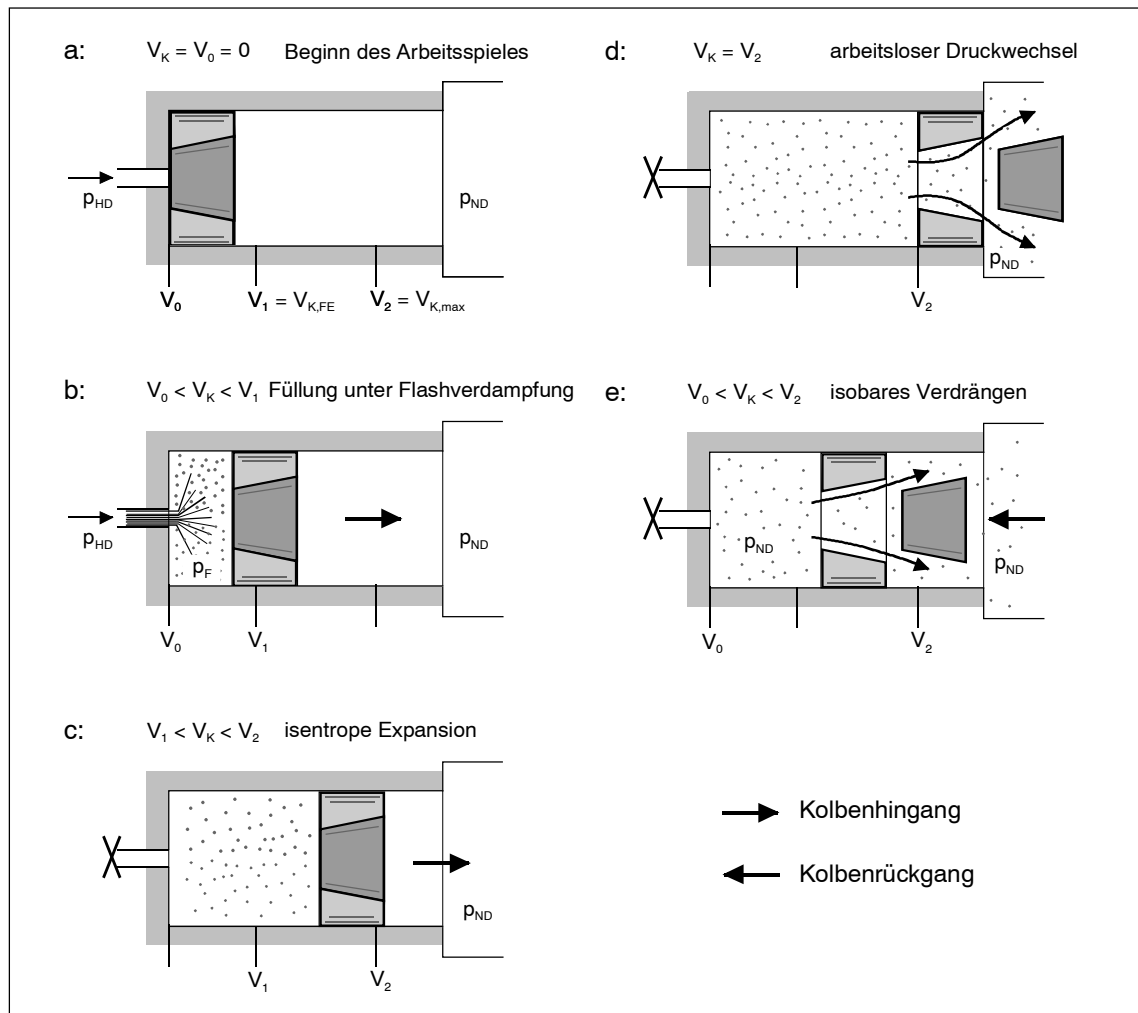 a: V_K = V_0 = 0 Beginn des Arbeitsspieles
p_HD
p_ND
V_0 V_1 = V_K,FE V_2 = V_K,max
b: V_0 < V_K < V_1 Füllung unter Flashverdampfung
p_HD
p_F
p_ND
V_0 V_1
c: V_1 < V_K < V_2 isentrope Expansion
p_ND
V_1 V_2
d: V_K = V_2 arbeitsloser Druckwechsel
p_ND
V_2
e: V_0 < V_K < V_2 isobares Verdrängen
p_ND
p_ND
V_0 V_2
Kolbenhingang
Kolbenrückgang